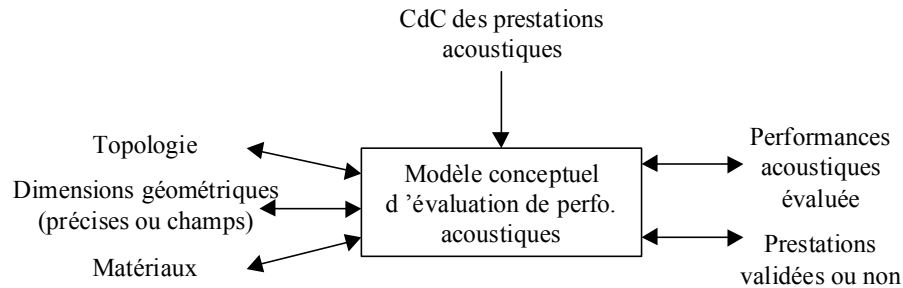 CdC des prestations
acoustiques
Topologie
Dimensions géométriques
(précises ou champs)
Matériaux
Modèle conceptuel
d ’évaluation de perfo.
acoustiques
Performances
acoustiques
évaluée
Prestations
validées ou non